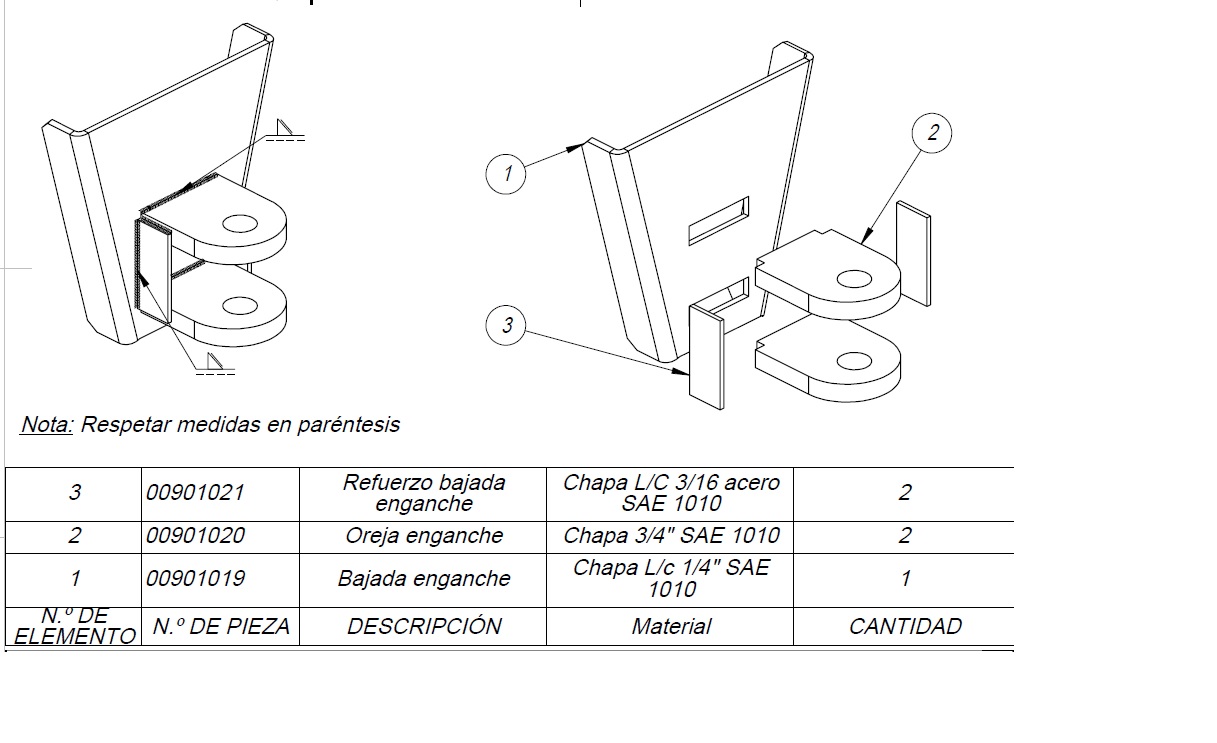 1
2
3
Nota: Respetar medidas en paréntesis
3 00901021 Refuerzo bajada enganche Chapa L/C 3/16 acero SAE 1010 2
2 00901020 Oreja enganche Chapa 3/4" SAE 1010 2
1 00901019 Bajada enganche Chapa L/c 1/4" SAE 1010 1
N.º DE ELEMENTO N.º DE PIEZA DESCRIPCIÓN Material CANTIDAD